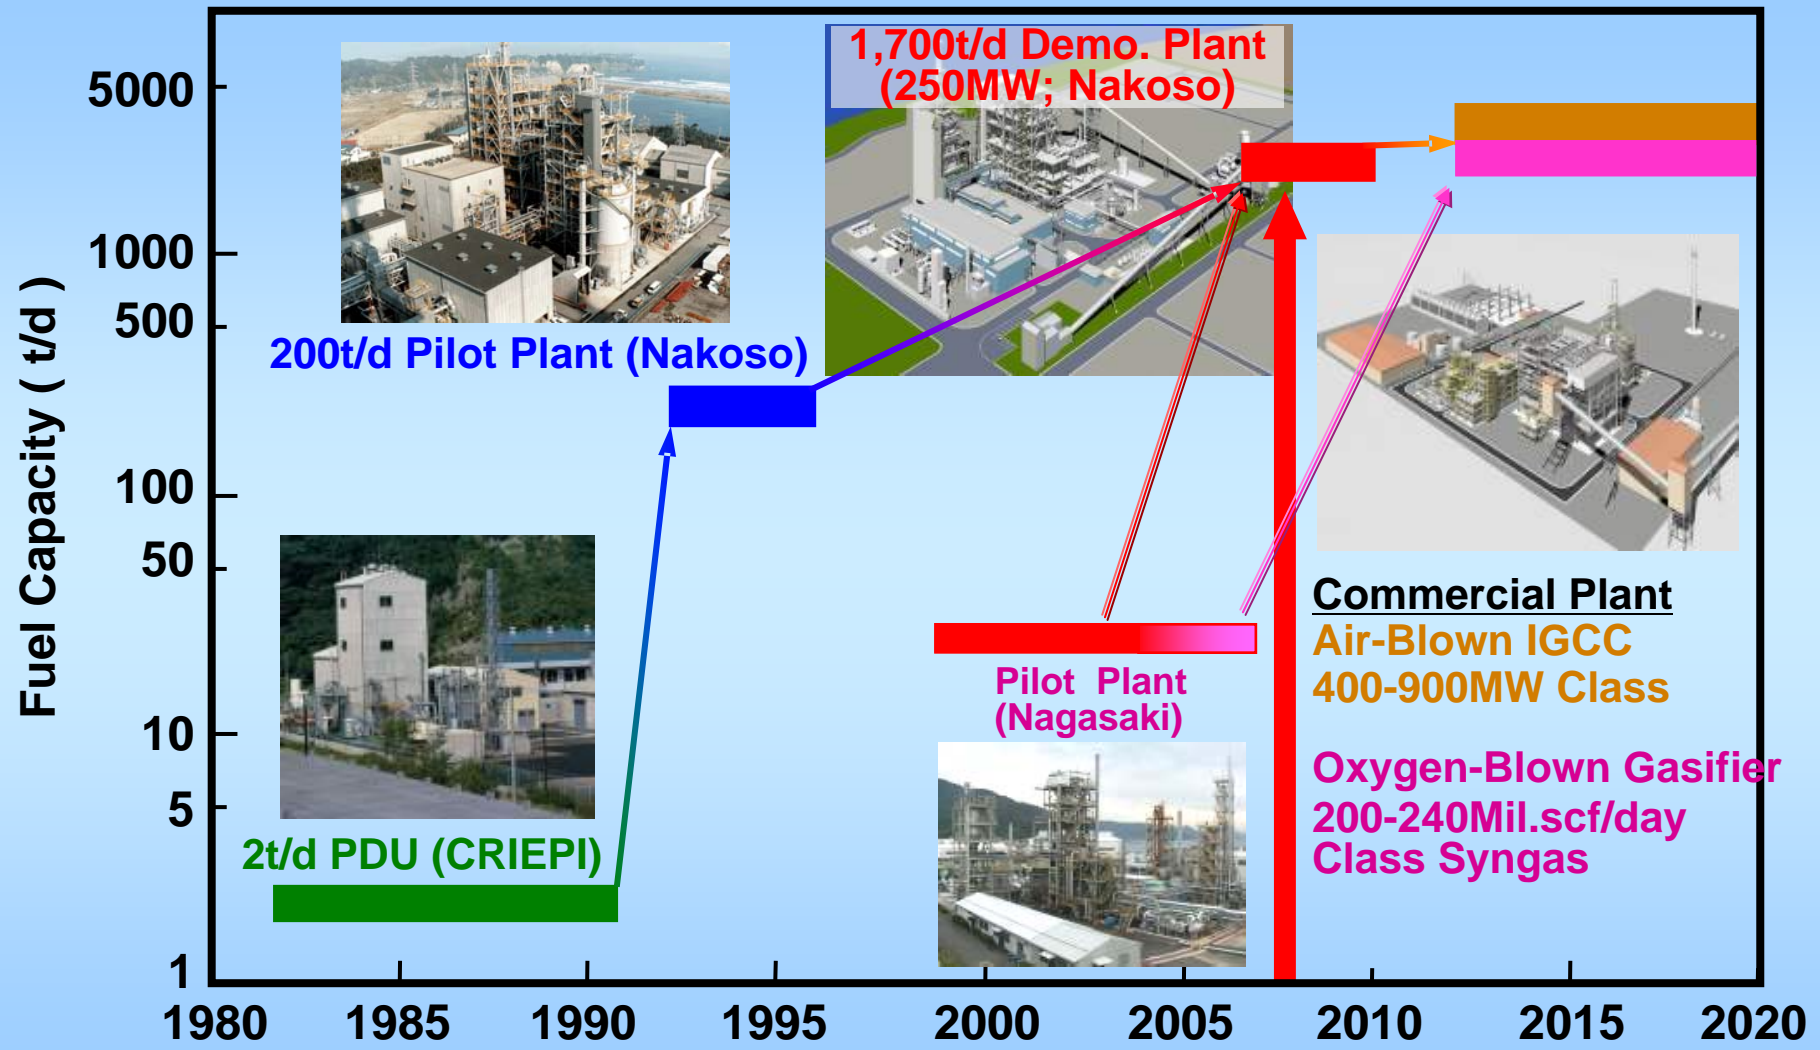 1,700t/d Demo. Plant
(250MW; Nakoso)
5000
1000
500
100
50
10
5
1
Fuel Capacity ( t/d )
200t/d Pilot Plant (Nakoso)
2t/d PDU (CRIEPI)
Pilot Plant
(Nagasaki)
Commercial Plant
Air-Blown IGCC
400-900MW Class
Oxygen-Blown Gasifier
200-240Mil.scf/day
Class Syngas
1980 1985 1990 1995 2000 2005 2010 2015 2020